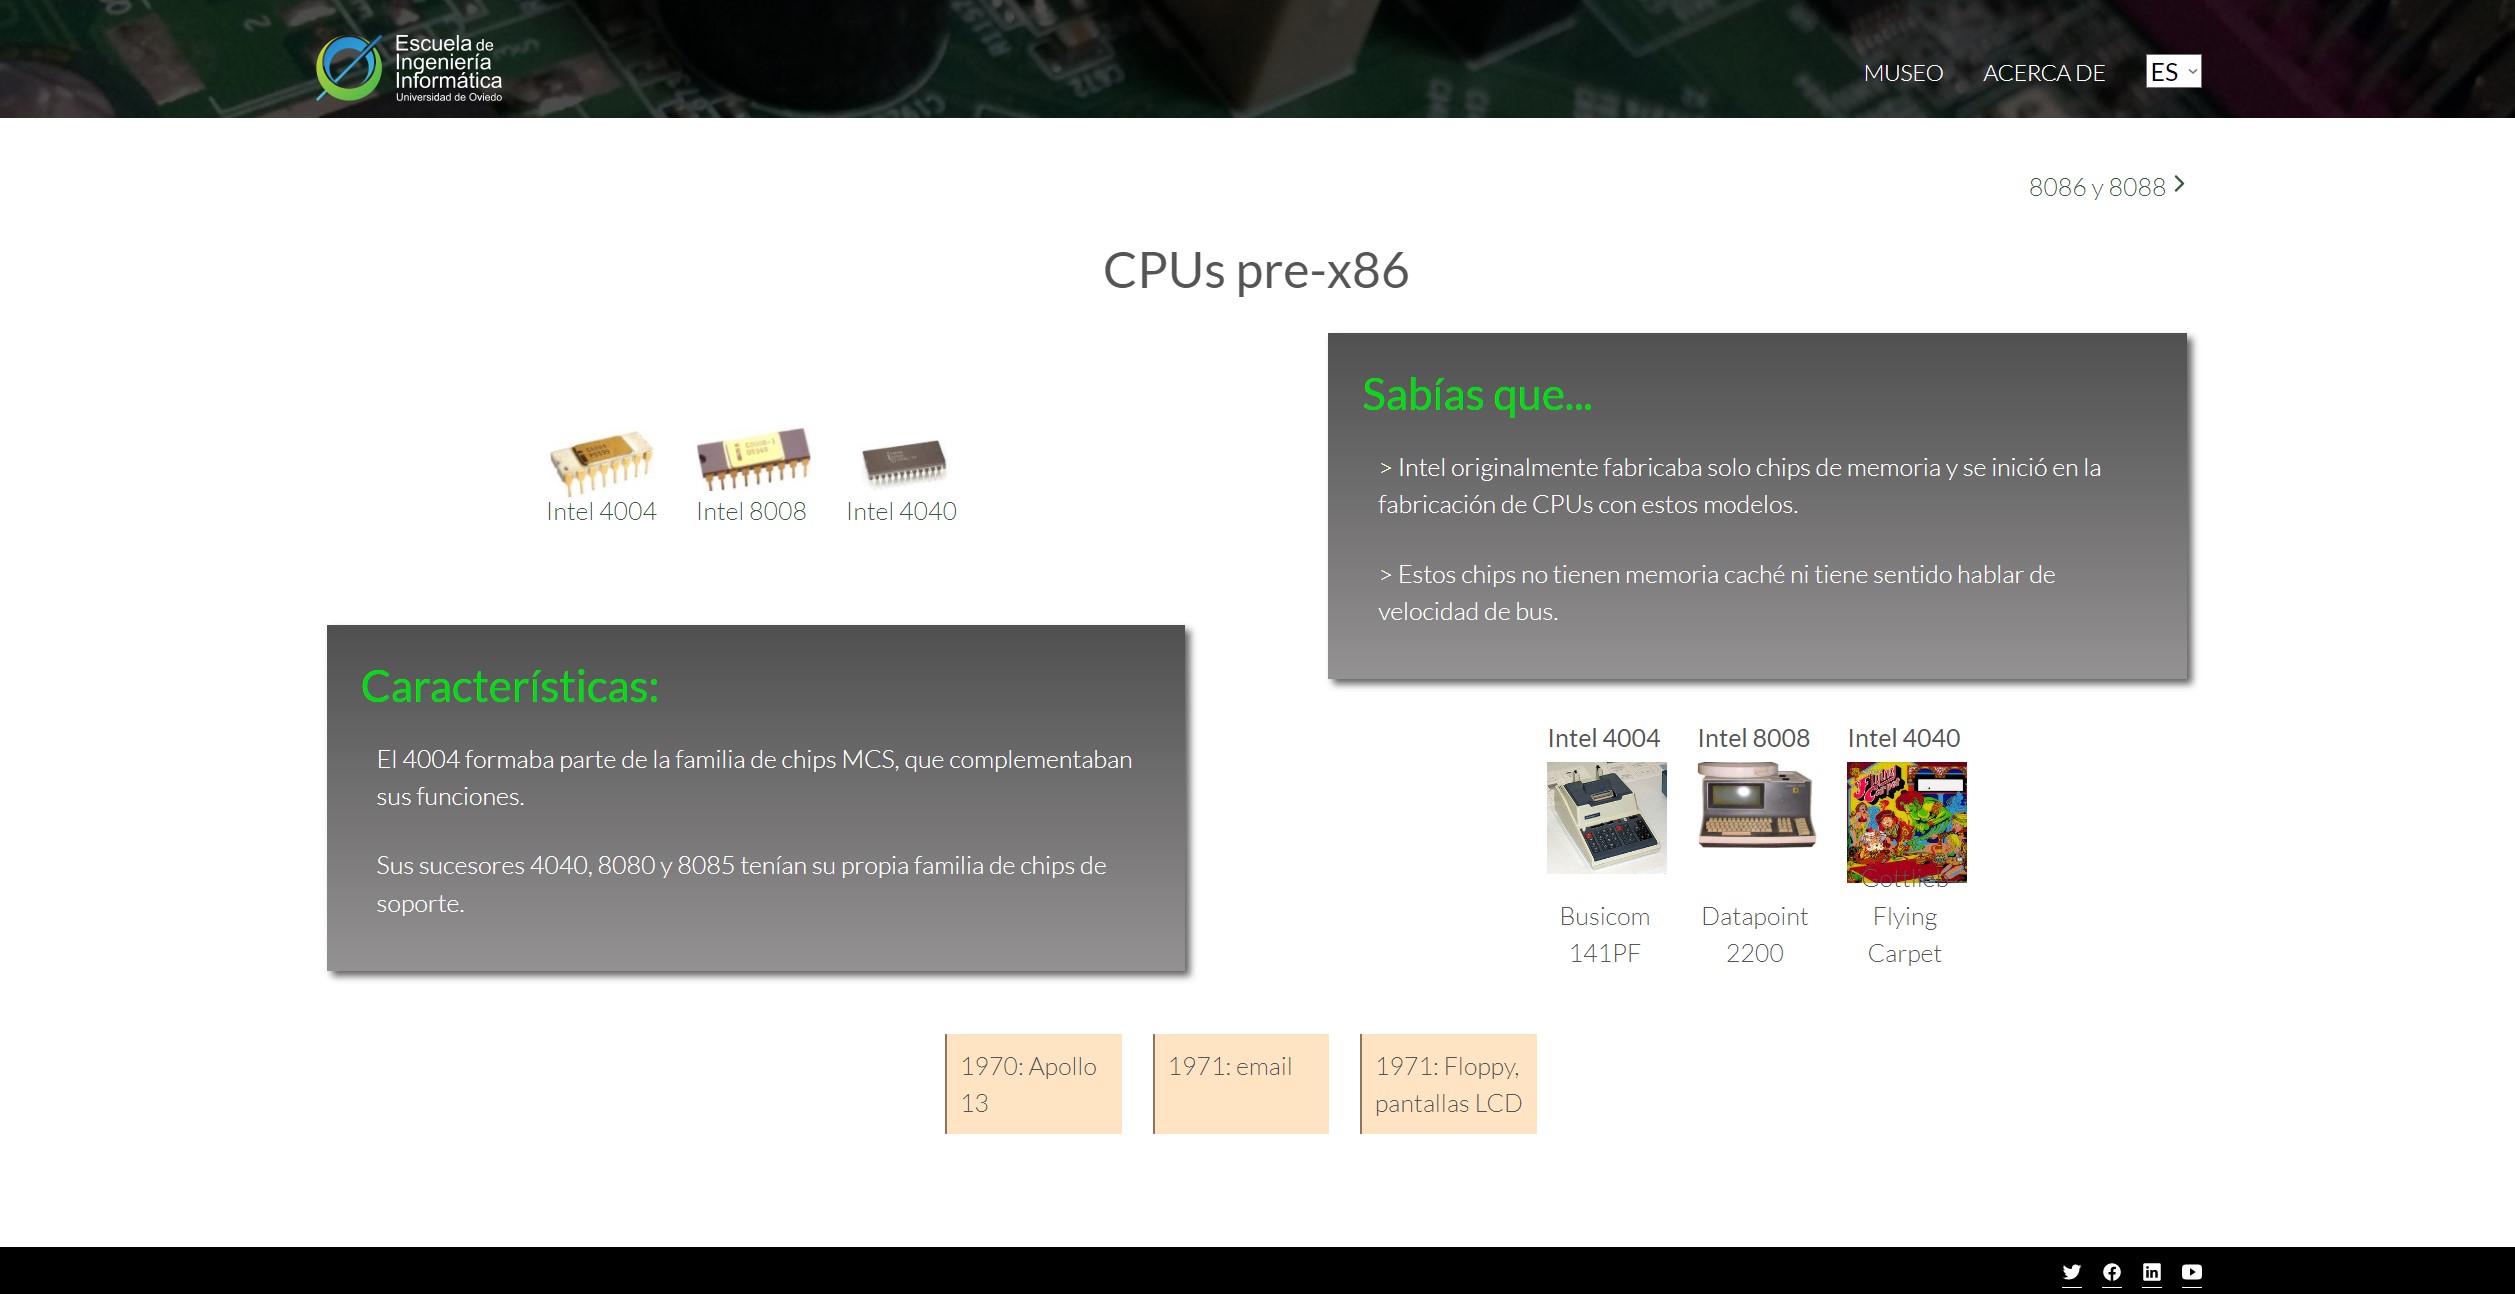 Escuela de
Ingeniería
Informática
Universidad de Oviedo
MUSEO
ACERCA DE
ES
8086 y 8088
CPUs pre-x86
Intel 4004
Intel 8008
Intel 4040
Sabías que...
> Intel originalmente fabricaba solo chips de memoria y se inició en la
fabricación de CPUs con estos modelos.
> Estos chips no tienen memoria caché ni tiene sentido hablar de
velocidad de bus.
Características:
El 4004 formaba parte de la familia de chips MCS, que complementaban
sus funciones.
Sus sucesores 4040, 8080 y 8085 tenían su propia familia de chips de
soporte.
Intel 4004
Intel 8008
Intel 4040
Flying
Carpet
Busicom
141PF
Datapoint
2200
Gottlieb
Flying
Carpet
1970: Apollo
13
1971: email
1971: Floppy,
pantallas LCD